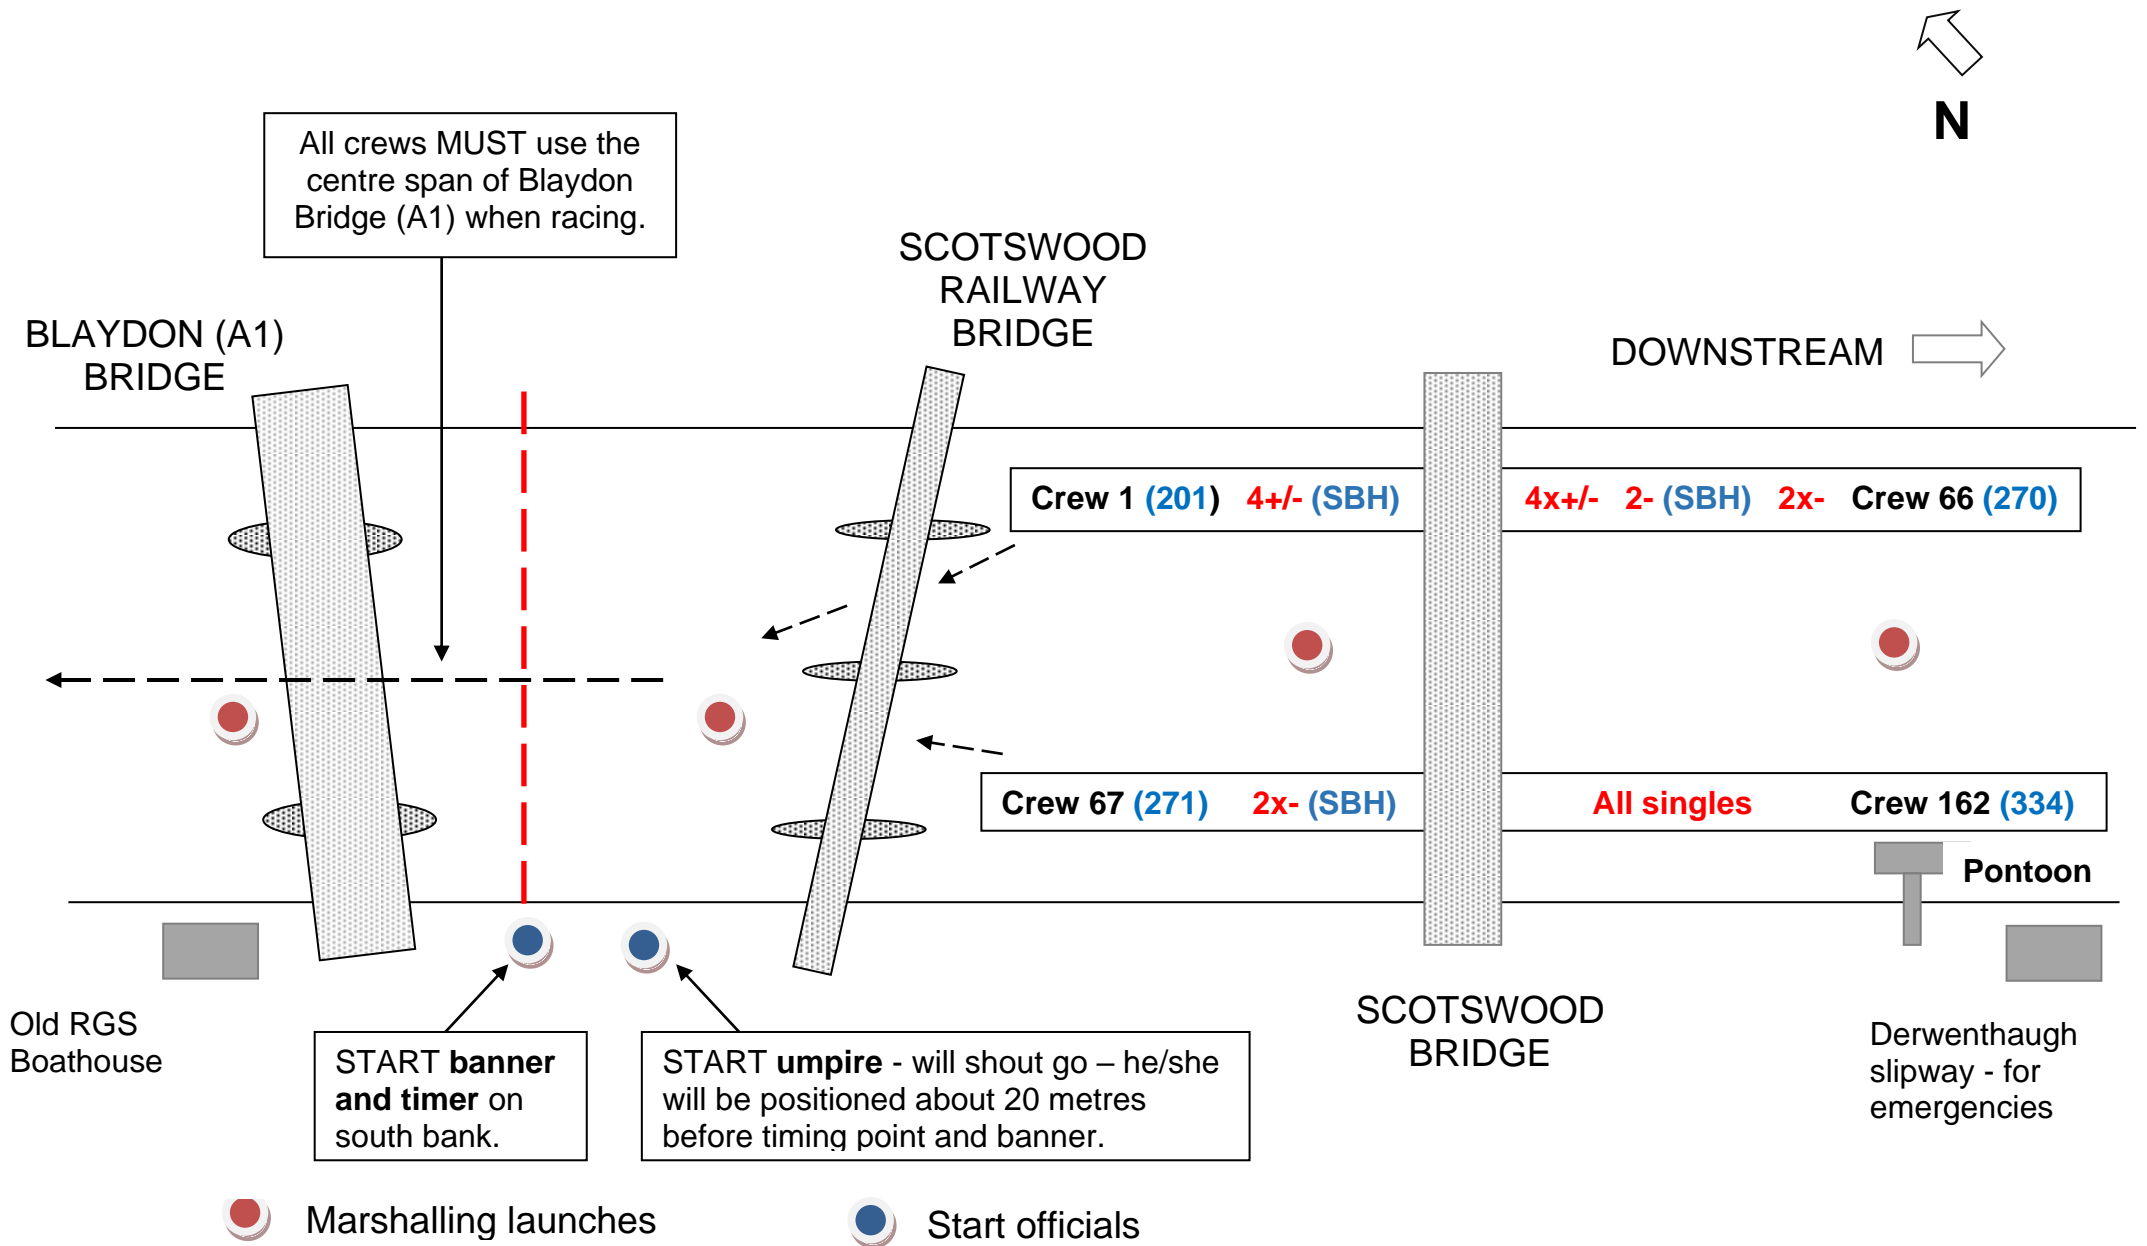 N
All crews MUST use the
centre span of Blaydon
Bridge (A1) when racing.
SCOTSWOOD
RAILWAY
BRIDGE
BLAYDON (A1)
BRIDGE
DOWNSTREAM
Crew 1 (201) 4+/- (SBH) 4x+/- 2- (SBH) 2x- Crew 66 (270)
Crew 67 (271) 2x- (SBH) All singles Crew 162 (334)
Pontoon
Old RGS
Boathouse
START banner
and timer on
south bank.
START umpire - will shout go – he/she
will be positioned about 20 metres
before timing point and banner.
SCOTSWOOD
BRIDGE
Derwenthaugh
slipway - for
emergencies
Marshalling launches
Start officials